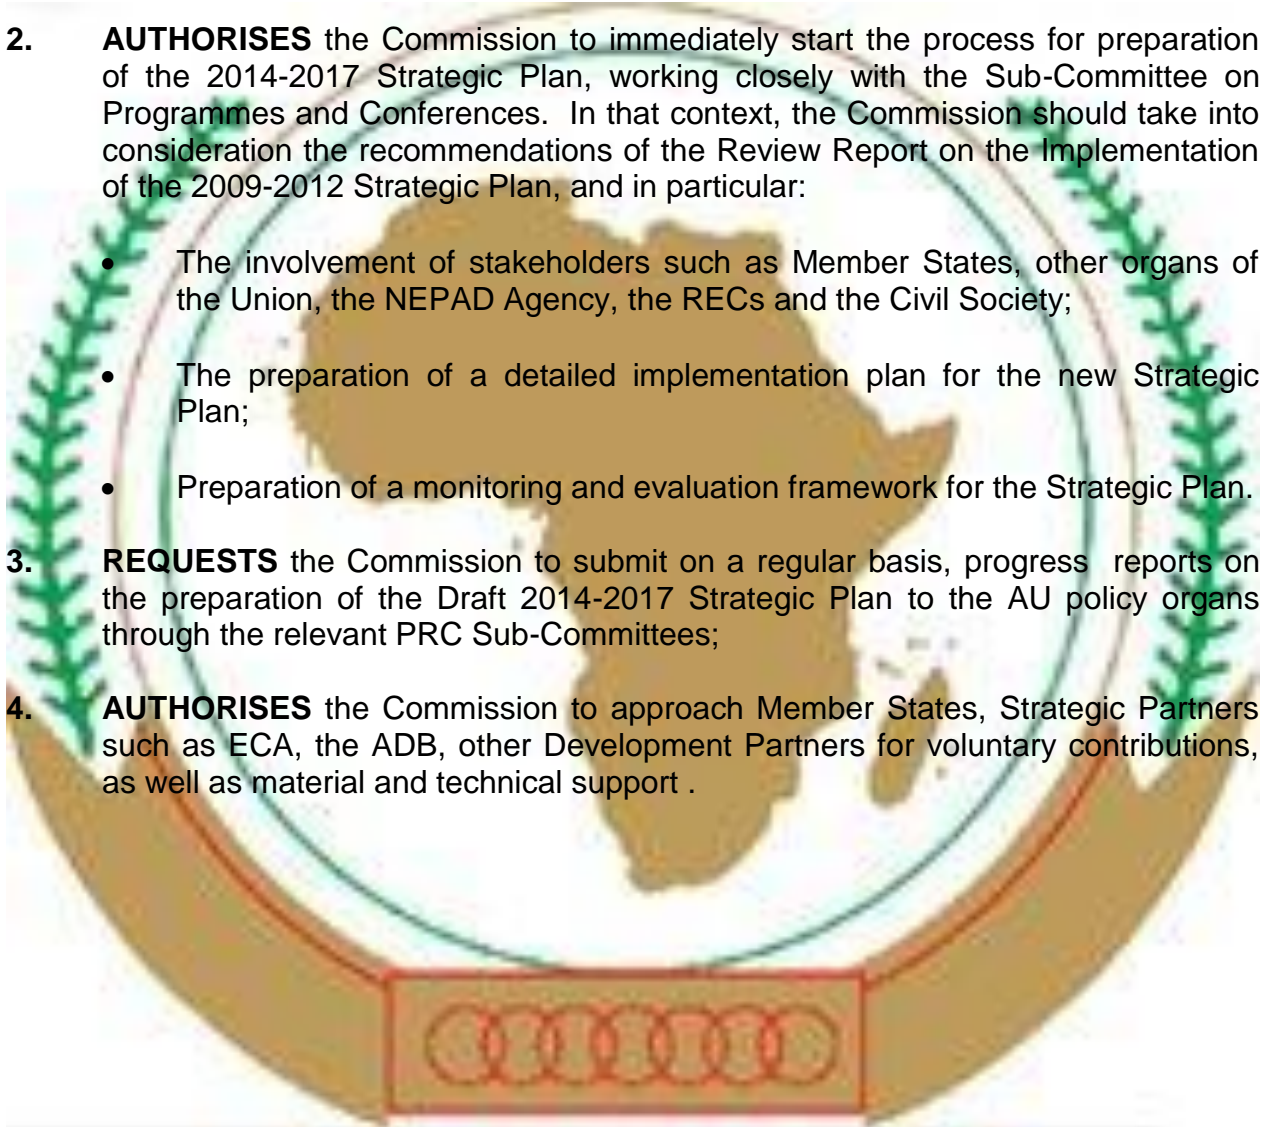 2. AUTHORISES the Commission to immediately start the process for preparation
of the 2014-2017 Strategic Plan, working closely with the Sub-Committee on
Programmes and Conferences. In that context, the Commission should take into
consideration the recommendations of the Review Report on the Implementation
of the 2009-2012 Strategic Plan, and in particular:
• The involvement of stakeholders such as Member States, other organs of
the Union, the NEPAD Agency, the RECs and the Civil Society;
• The preparation of a detailed implementation plan for the new Strategic
Plan;
• Preparation of a monitoring and evaluation framework for the Strategic Plan.
3. REQUESTS the Commission to submit on a regular basis, progress reports on
the preparation of the Draft 2014-2017 Strategic Plan to the AU policy organs
through the relevant PRC Sub-Committees;
4. AUTHORISES the Commission to approach Member States, Strategic Partners
such as ECA, the ADB, other Development Partners for voluntary contributions,
as well as material and technical support .